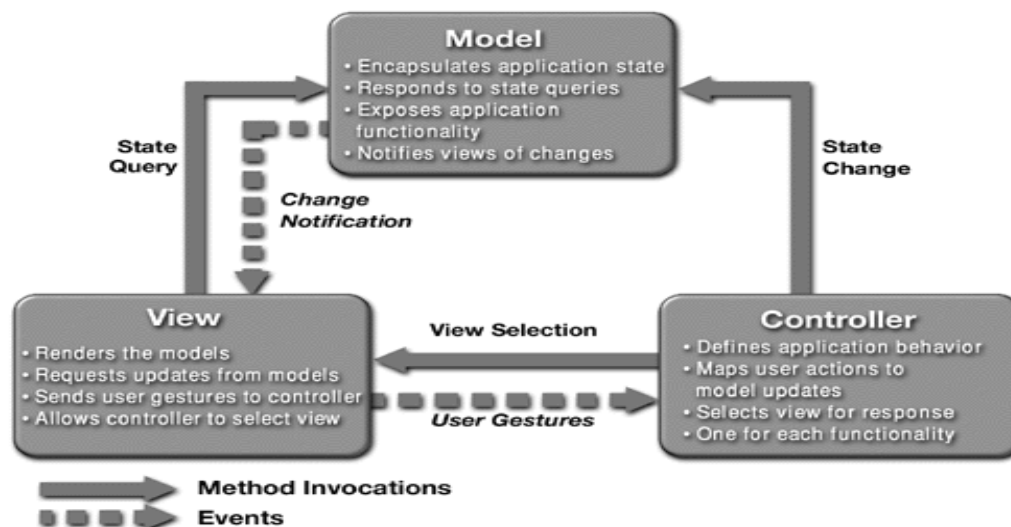 Model
• Encapsulates application state
• Responds to state queries
• Exposes application
functionality
• Notifies views of changes
State
Query
State
Change
Change
Notification
View
• Renders the models
• Requests updates from models
• Sends user gestures to controller
• Allows controller to select view
View Selection
User Gestures
Controller
• Defines application behavior
• Maps user actions to
model updates
• Selects view for response
• One for each functionality
Method Invocations
Events